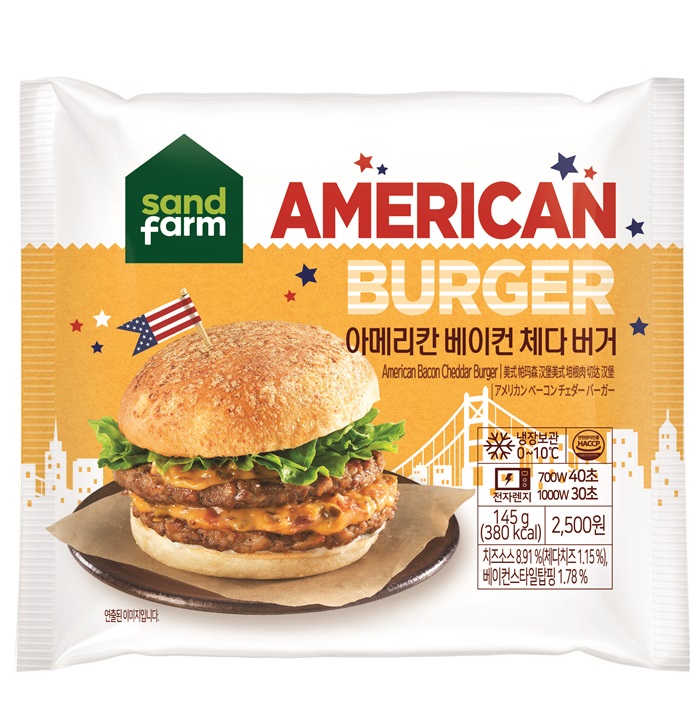 sand
farm
AMERICAN
BURGER
아메리칸 베이컨 체다 버거
American Bacon Cheddar Burger | 美式 帕玛森 汉堡美式 培根肉 切达 汉堡
| アメリカン ベーコン チェダー バーガー
냉장보관
0~10℃
HACCP
전자렌지
700W 40초
1000W 30초
145 g
(380 kcal)
2,500원
치즈소스 8.91 %(체다치즈 1.15 %),
베이컨스타일탑핑 1.78 %
연출된 이미지입니다.